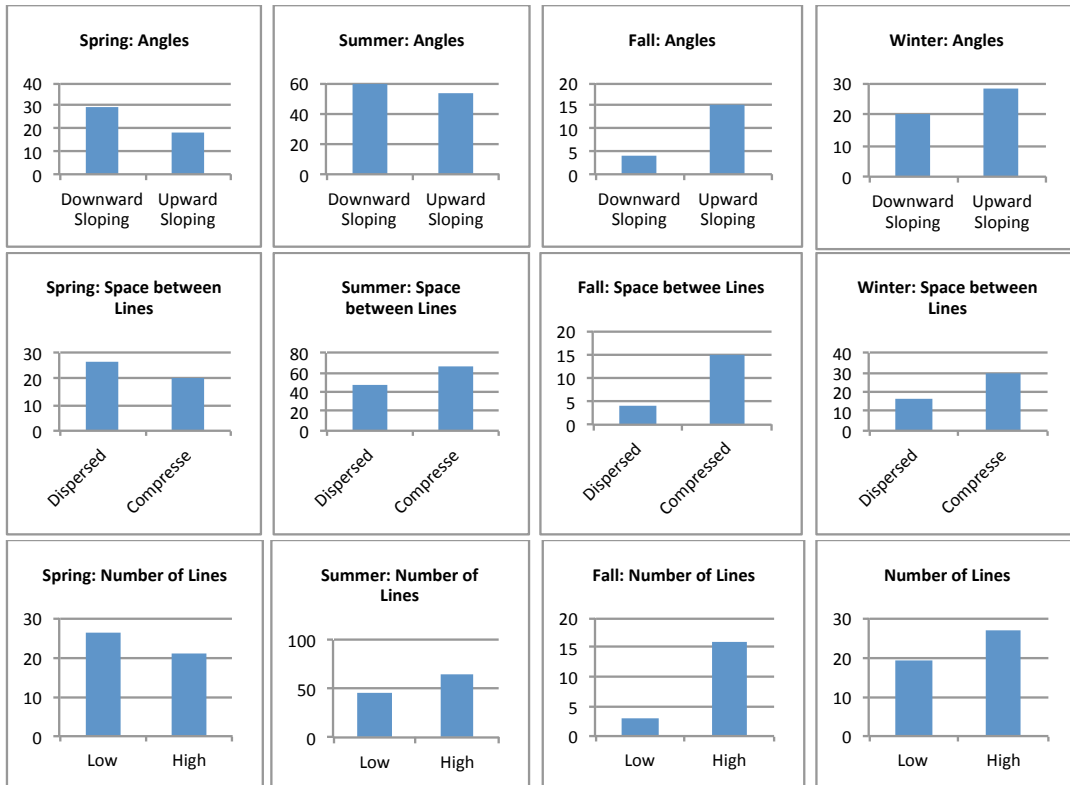 Spring: Angles
40
30
20
10
0
Downward Sloping
Upward Sloping
Summer: Angles
60
40
20
0
Downward Sloping
Upward Sloping
Fall: Angles
20
15
10
5
0
Downward Sloping
Upward Sloping
Winter: Angles
30
20
10
0
Downward Sloping
Upward Sloping
Spring: Space between
Lines
30
20
10
0
Dispersed
Compresse
Summer: Space
between Lines
80
60
40
20
0
Dispersed
Compresse
Fall: Space betwee Lines
20
15
10
5
0
Dispersed
Compressed
Winter: Space between
Lines
40
30
20
10
0
Dispersed
Compresse
Spring: Number of Lines
30
20
10
0
Low
High
Summer: Number of
Lines
100
50
0
Low
High
Fall: Number of Lines
20
15
10
5
0
Low
High
Number of Lines
30
20
10
0
Low
High